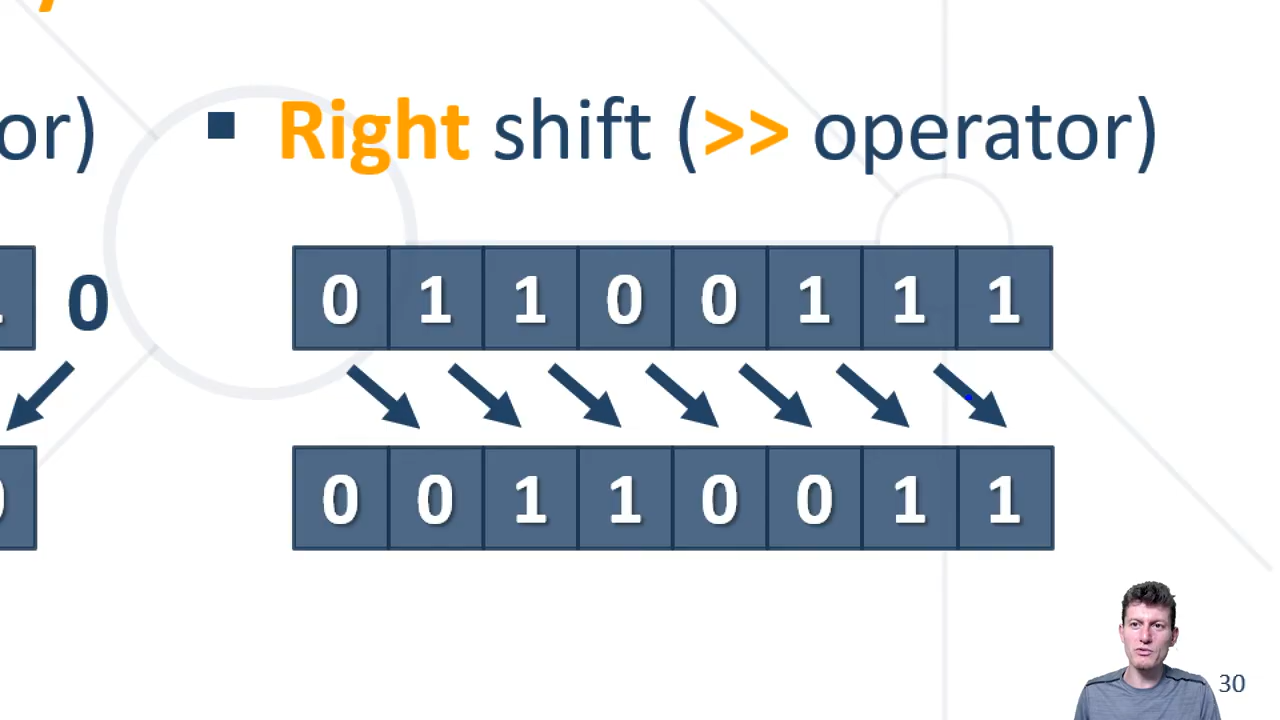 or) ▪ Right shift (>> operator)
0 0 1 1 0 0 1 1 1
0 0 1 1 0 0 1 1
30